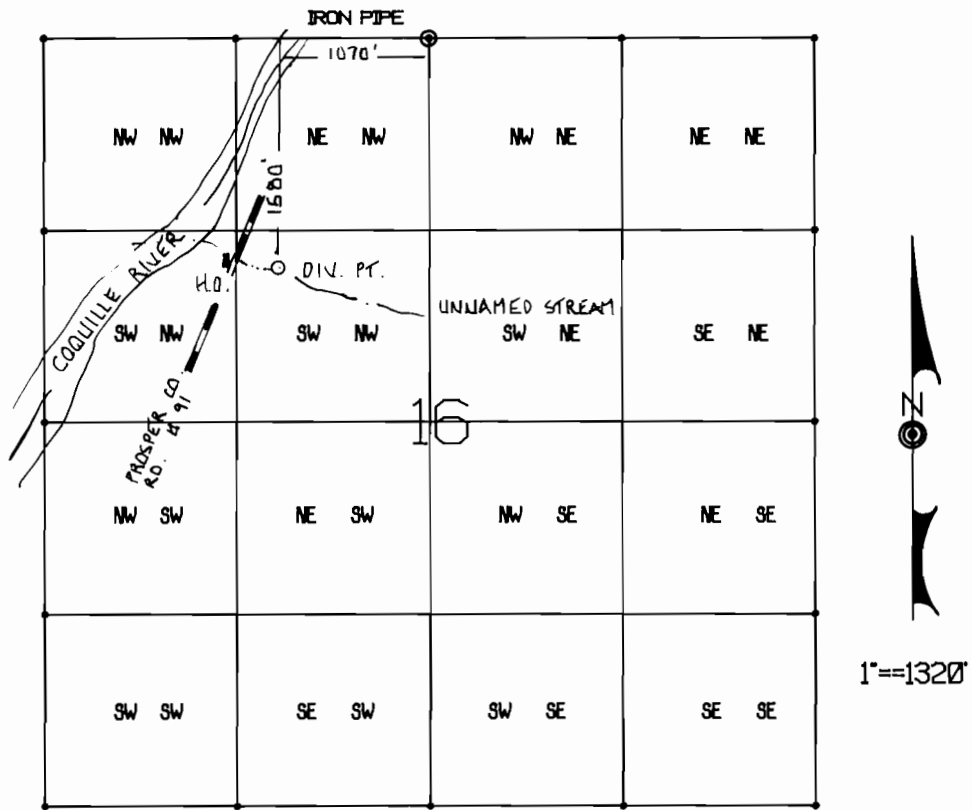 IRON PIPE
1070'
NW NW
NE NW
NW NE
NE NE
1580'
COQUILLE RIVER
H.O.
DIV. PT.
UNNAMED STREAM
SW NW
SW NW
SW NE
SE NE
N
PROSPER CO.
RD. # 91
16
NW SW
NE SW
NW SE
NE SE
1"==1320'
SW SW
SE SW
SW SE
SE SE